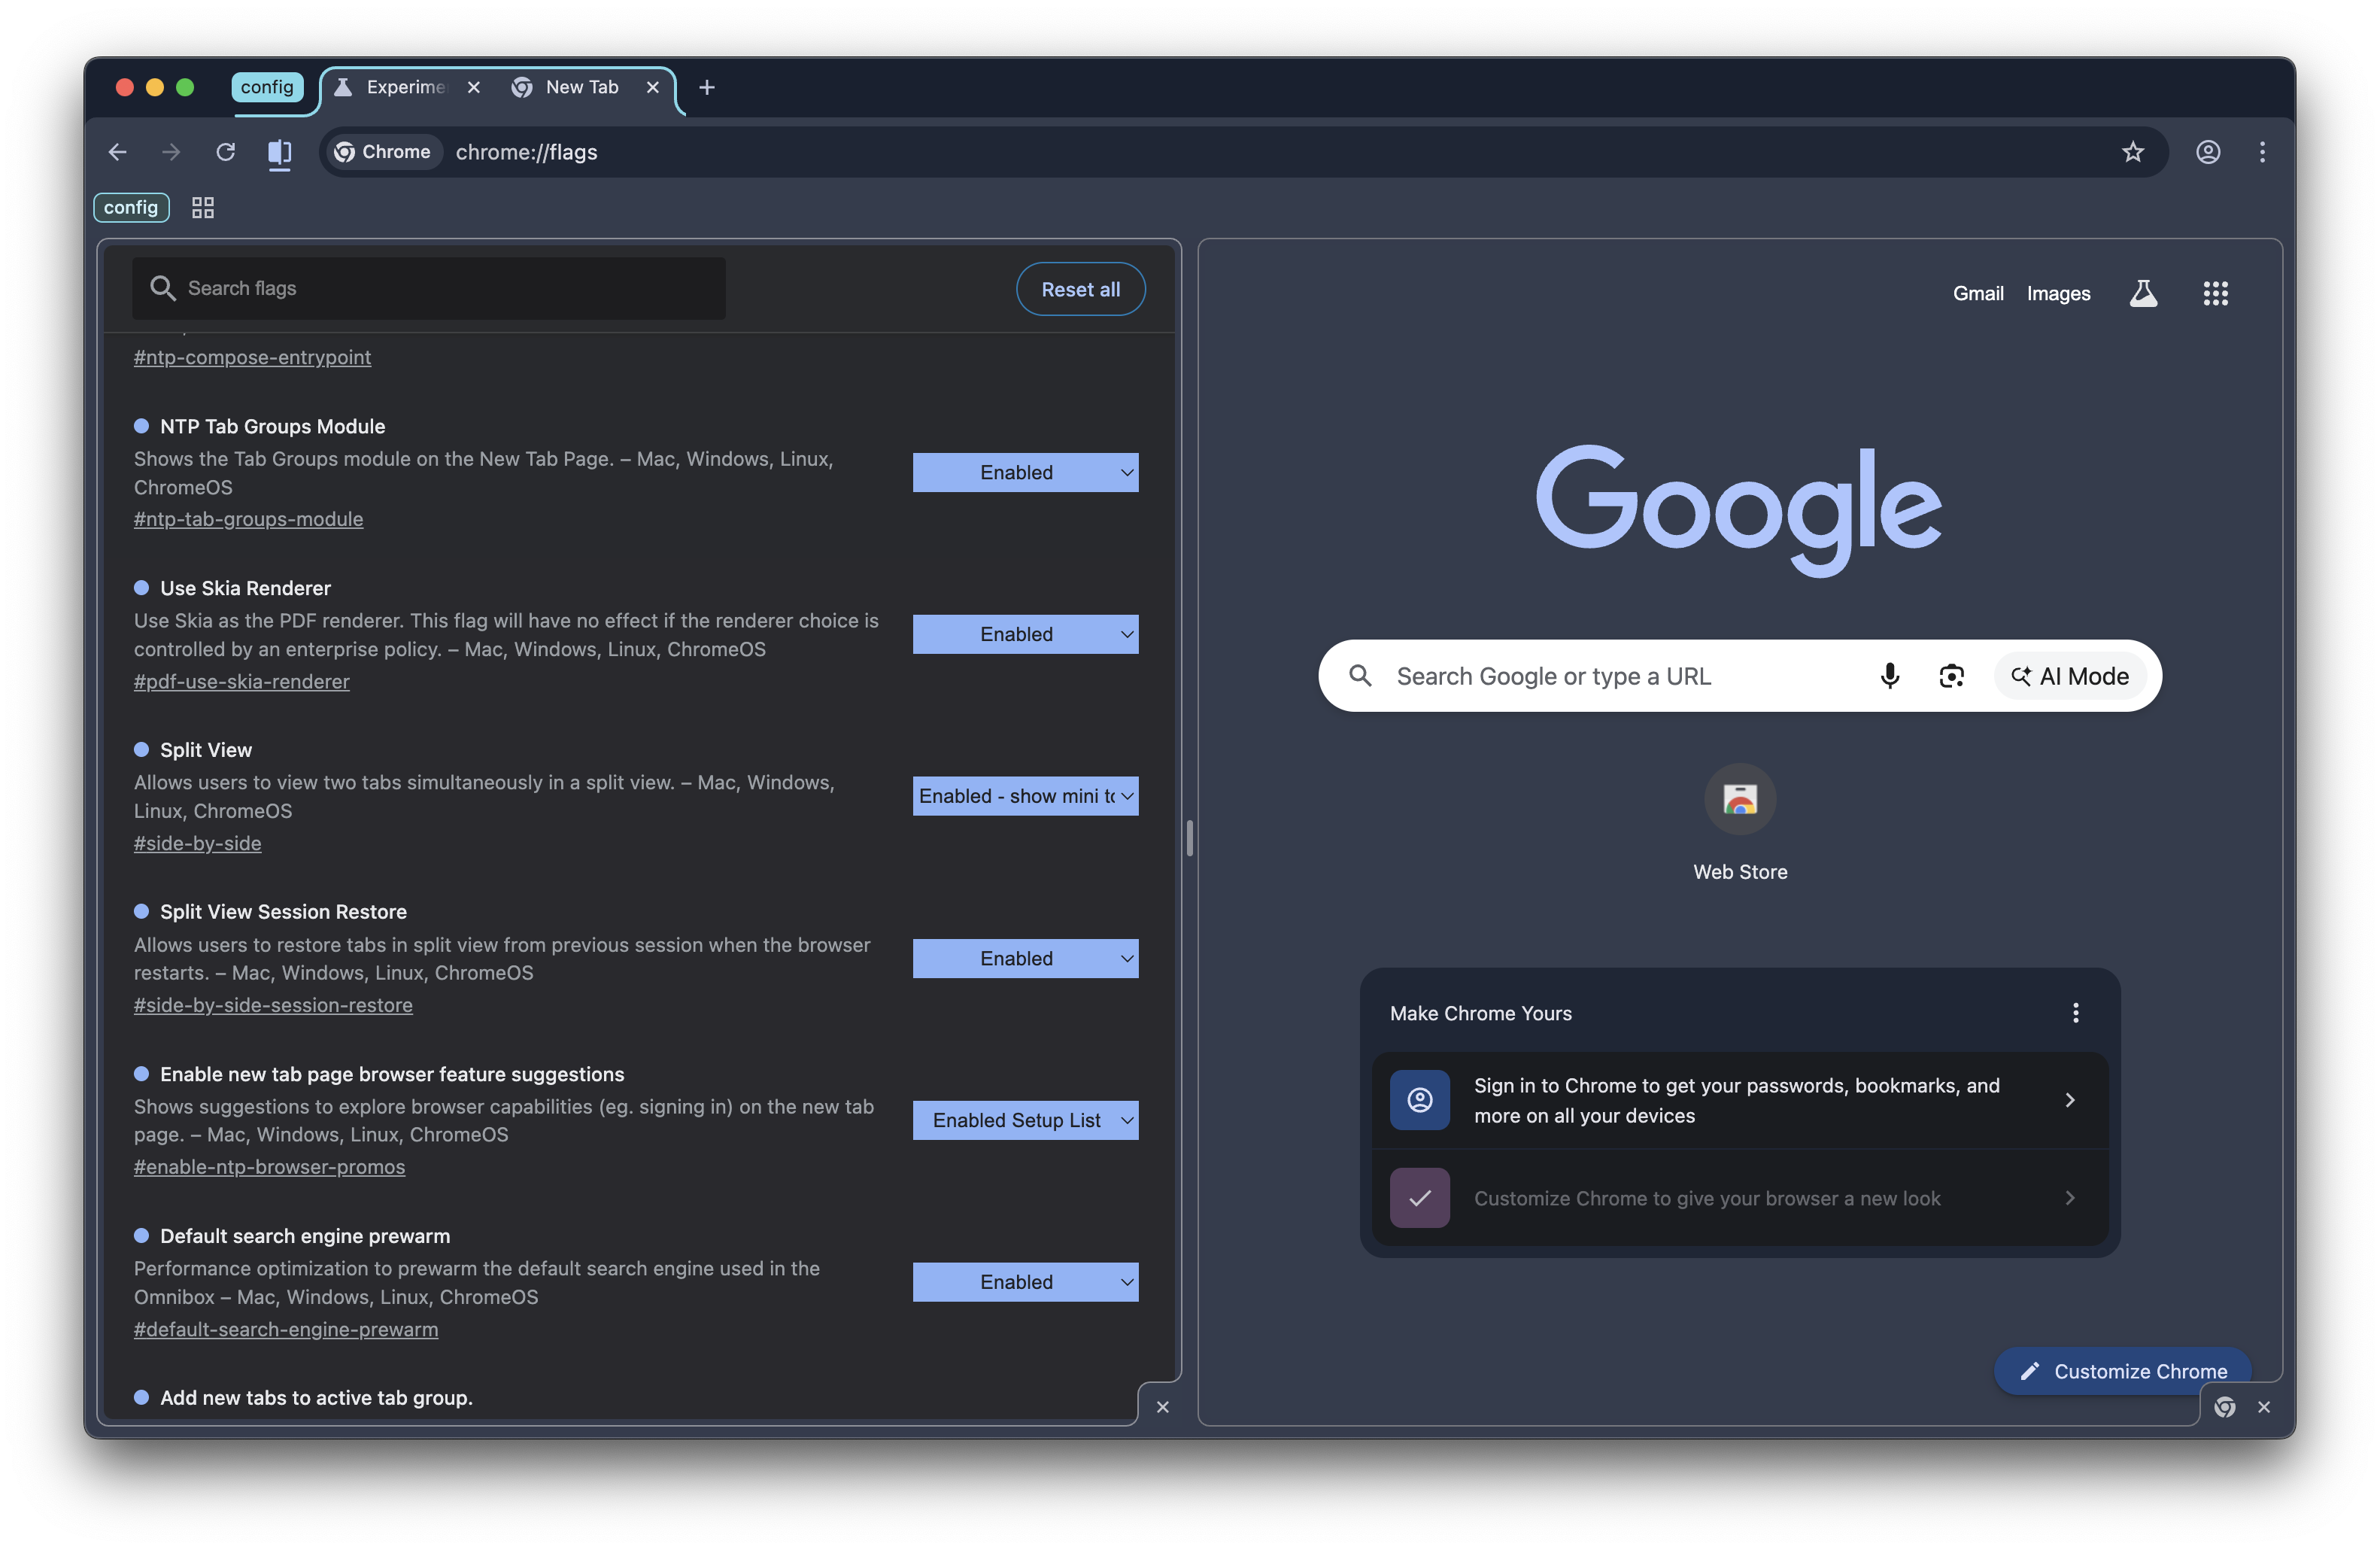 config
Experime
New Tab
Chrome
chrome://flags
config
Search flags
Reset all
#ntp-compose-entrypoint
NTP Tab Groups Module
Shows the Tab Groups module on the New Tab Page. – Mac, Windows, Linux,
ChromeOS
#ntp-tab-groups-module
Enabled
Use Skia Renderer
Use Skia as the PDF renderer. This flag will have no effect if the renderer choice is
controlled by an enterprise policy. – Mac, Windows, Linux, ChromeOS
#pdf-use-skia-renderer
Enabled
Split View
Allows users to view two tabs simultaneously in a split view. – Mac, Windows,
Linux, ChromeOS
#side-by-side
Enabled - show mini to
Split View Session Restore
Allows users to restore tabs in split view from previous session when the browser
restarts. – Mac, Windows, Linux, ChromeOS
#side-by-side-session-restore
Enabled
Enable new tab page browser feature suggestions
Shows suggestions to explore browser capabilities (eg. signing in) on the new tab
page. – Mac, Windows, Linux, ChromeOS
#enable-ntp-browser-promos
Enabled Setup List
Default search engine prewarm
Performance optimization to prewarm the default search engine used in the
Omnibox – Mac, Windows, Linux, ChromeOS
#default-search-engine-prewarm
Enabled
Add new tabs to active tab group.
Gmail
Images
Google
Search Google or type a URL
AI Mode
Web Store
Make Chrome Yours
Sign in to Chrome to get your passwords, bookmarks, and
more on all your devices
Customize Chrome to give your browser a new look
Customize Chrome